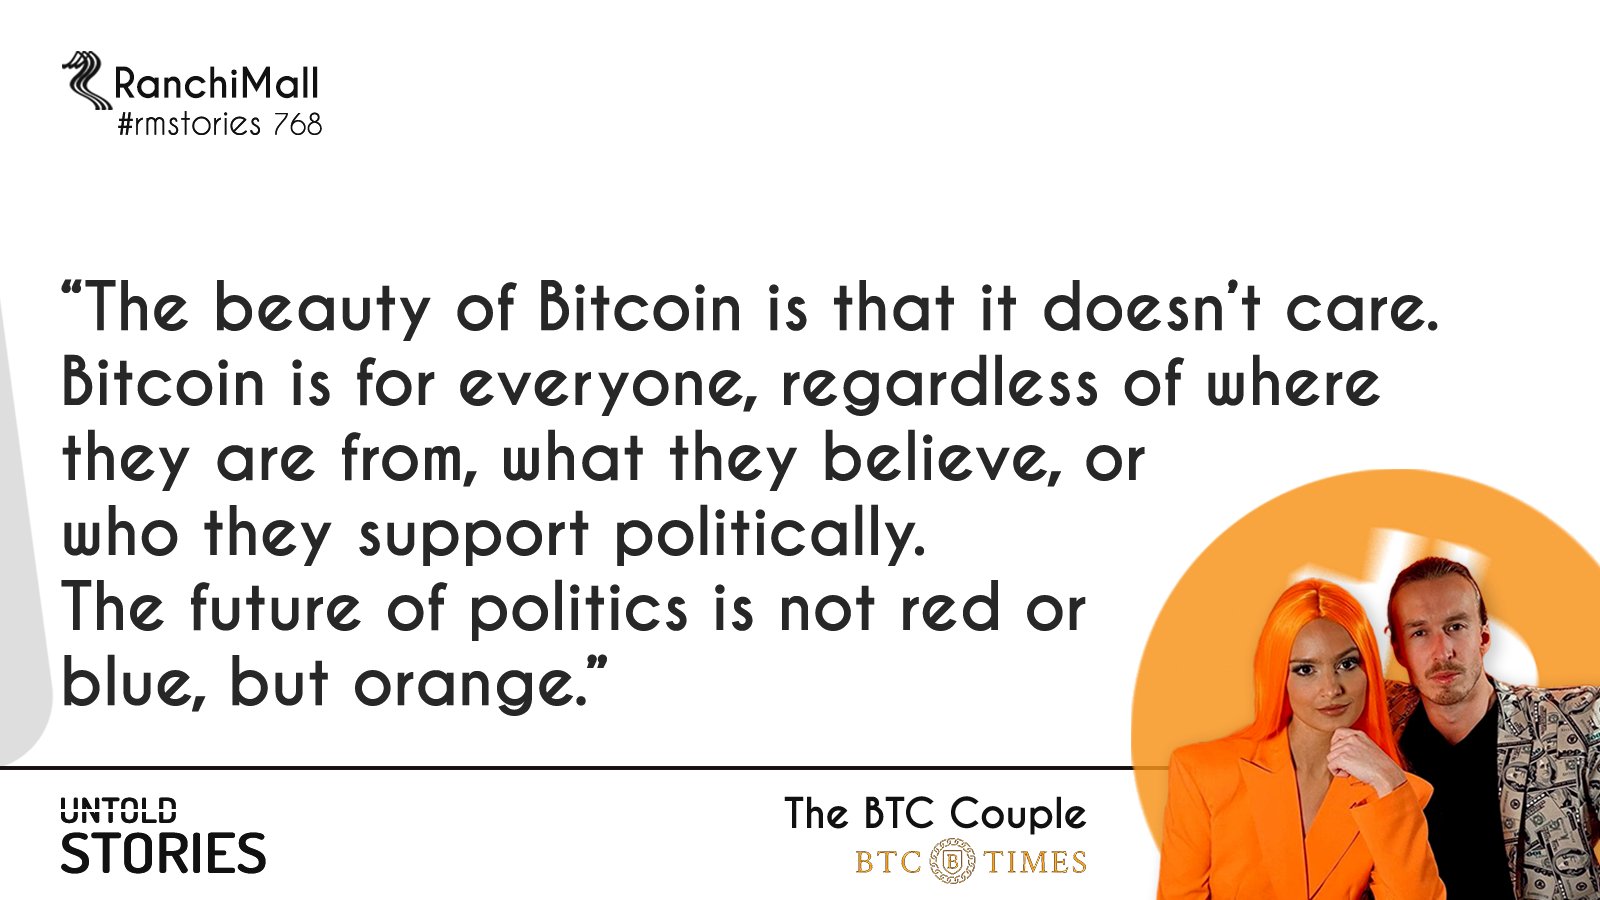 RanchiMall
#rmstories 768
“The beauty of Bitcoin is that it doesn’t care.
Bitcoin is for everyone, regardless of where
they are from, what they believe, or
who they support politically.
The future of politics is not red or
blue, but orange.”
UNTOLD
STORIES
The BTC Couple
BTC B TIMES